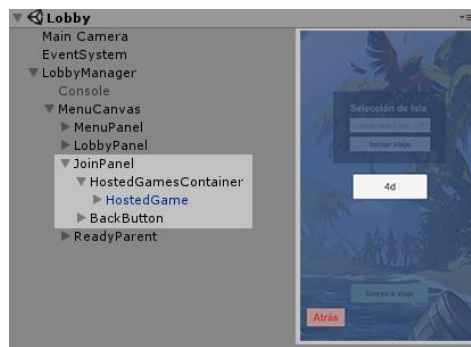 Lobby
Main Camera
EventSystem
LobbyManager
Console
MenuCanvas
MenuPanel
LobbyPanel
JoinPanel
HostedGamesContainer
HostedGame
BackButton
ReadyParent
Selección de Isla
Iniciar viaje
4d
Unirse a viaje
Atrás